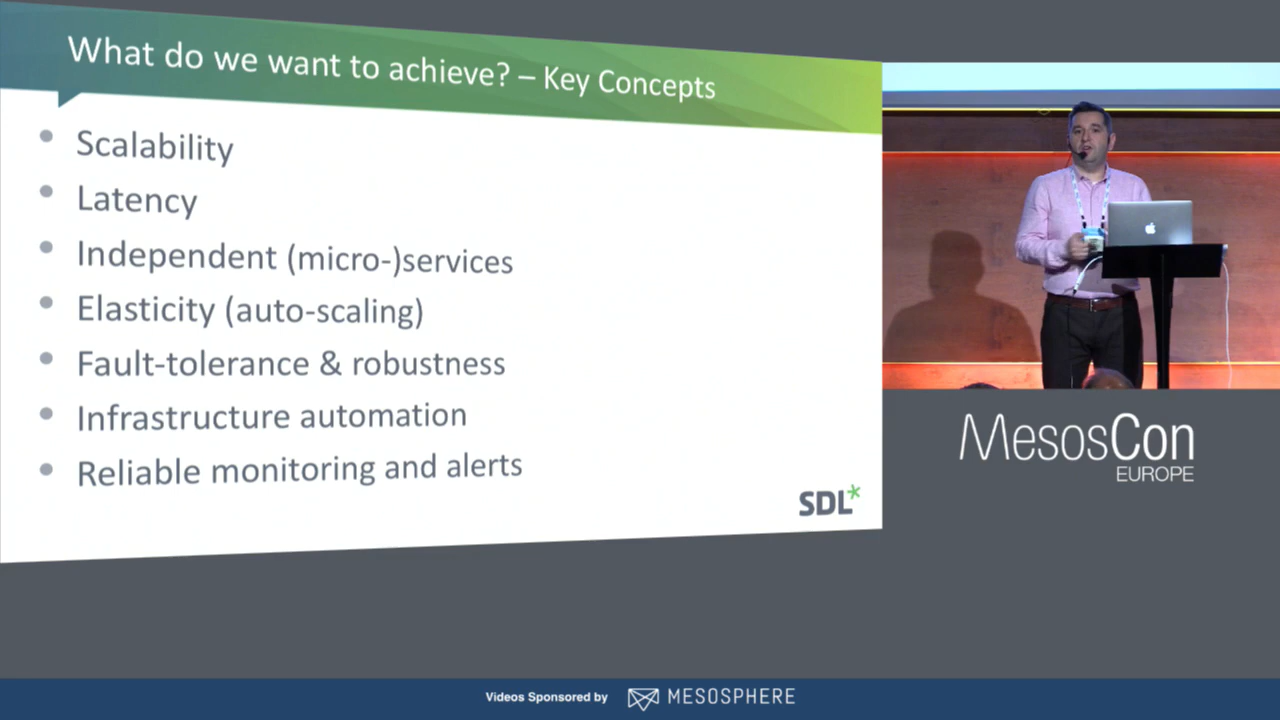 What do we want to achieve? – Key Concepts
Scalability
Latency
Independent (micro-)services
Elasticity (auto-scaling)
Fault-tolerance & robustness
Infrastructure automation
Reliable monitoring and alerts
SDL*
MesosCon
EUROPE
Videos Sponsored by MESOSPHERE